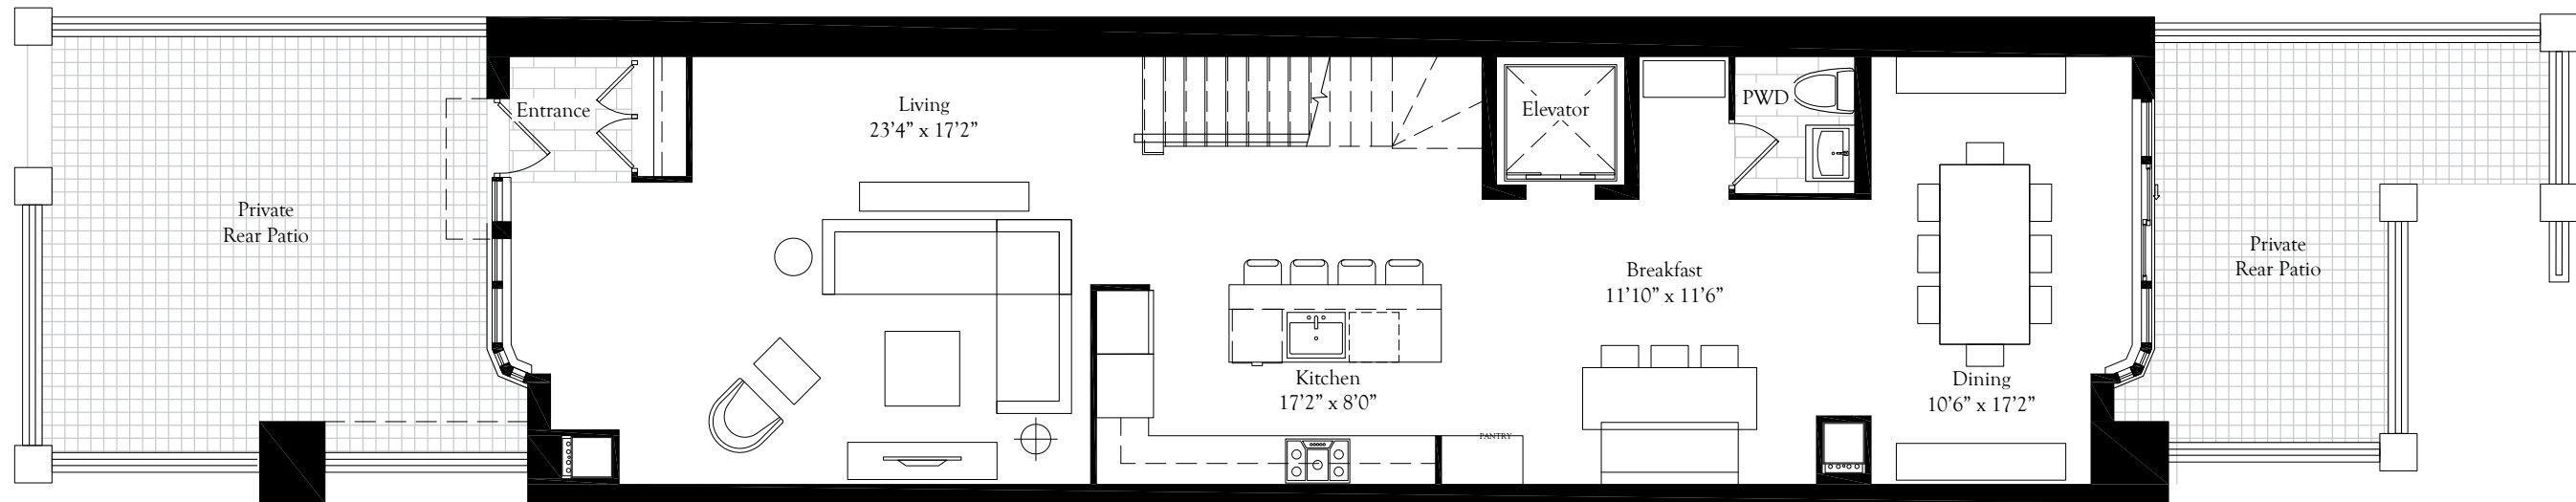 Entrance
Living
23'4” x 17'2”
Elevator
PWD
Private
Rear Patio
Private
Rear Patio
Breakfast
11'10” x 11'6”
Kitchen
17'2” x 8'0”
Dining
10'6” x 17'2”
PANTRY